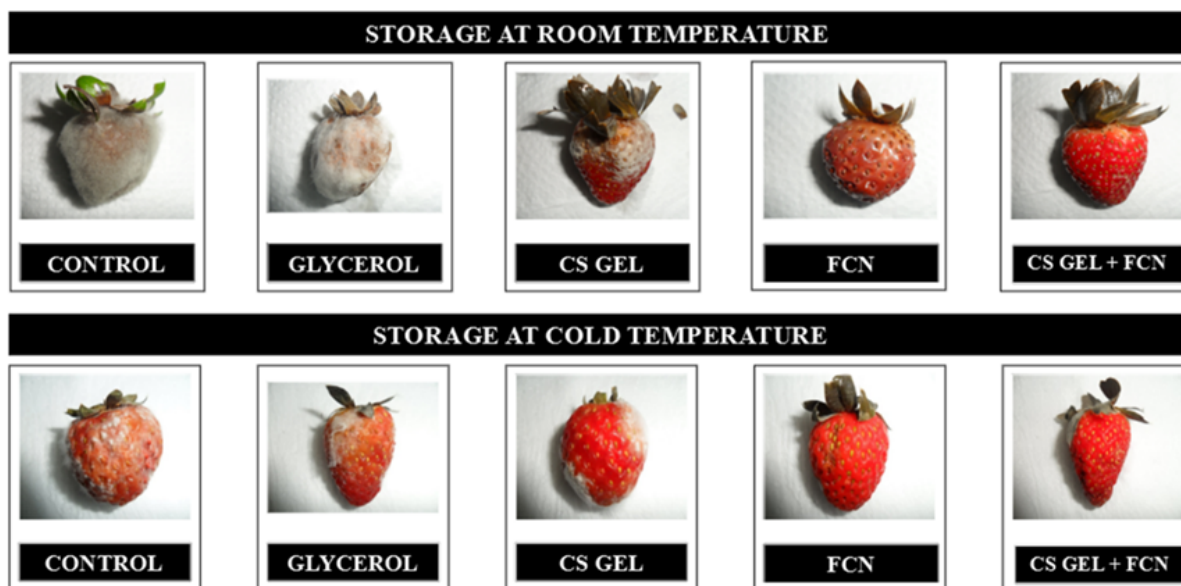 STORAGE AT ROOM TEMPERATURE
CONTROL
GLYCEROL
CS GEL
FCN
CS GEL + FCN
STORAGE AT COLD TEMPERATURE
CONTROL
GLYCEROL
CS GEL
FCN
CS GEL + FCN